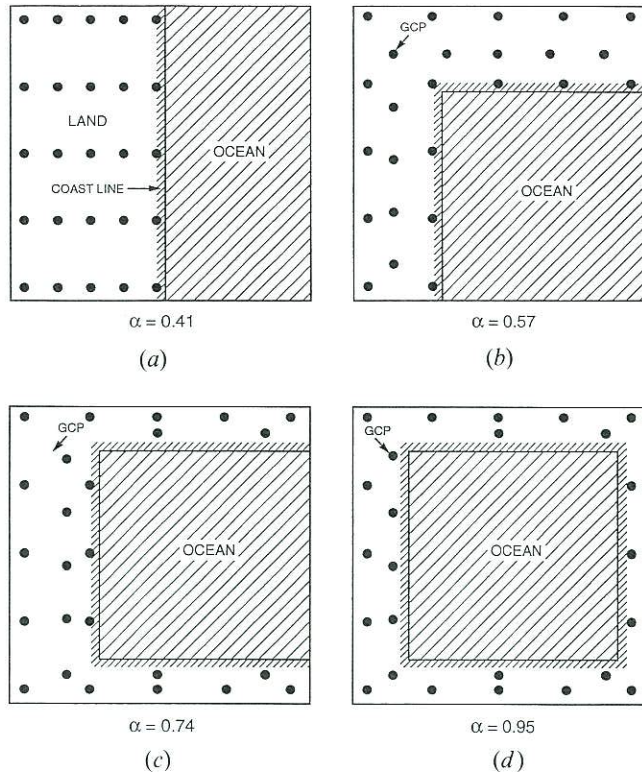 LAND
OCEAN
COAST LINE
α = 0.41
(a)
GCP
OCEAN
α = 0.57
(b)
GCP
OCEAN
α = 0.74
(c)
GCP
OCEAN
α = 0.95
(d)